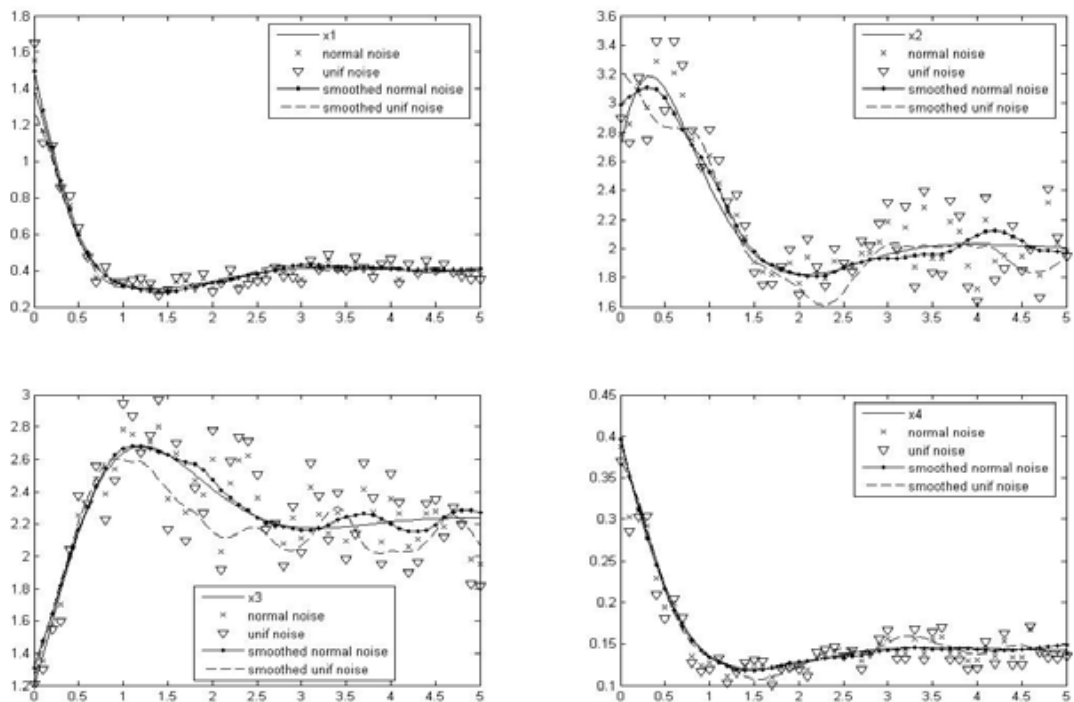 1.8
1.6
1.4
1.2
1
0.8
0.6
0.4
0.2
0 0.5 1 1.5 2 2.5 3 3.5 4 4.5 5
x1
normal noise
unif noise
smoothed normal noise
smoothed unif noise
3.6
3.4
3.2
3
2.8
2.6
2.4
2.2
2
1.8
1.6
0 0.5 1 1.5 2 2.5 3 3.5 4 4.5 5
x2
normal noise
unif noise
smoothed normal noise
smoothed unif noise
3
2.8
2.6
2.4
2.2
2
1.8
1.6
1.4
1.2
0 0.5 1 1.5 2 2.5 3 3.5 4 4.5 5
x3
normal noise
unif noise
smoothed normal noise
smoothed unif noise
0.45
0.4
0.35
0.3
0.25
0.2
0.15
0.1
0 0.5 1 1.5 2 2.5 3 3.5 4 4.5 5
x4
normal noise
unif noise
smoothed normal noise
smoothed unif noise